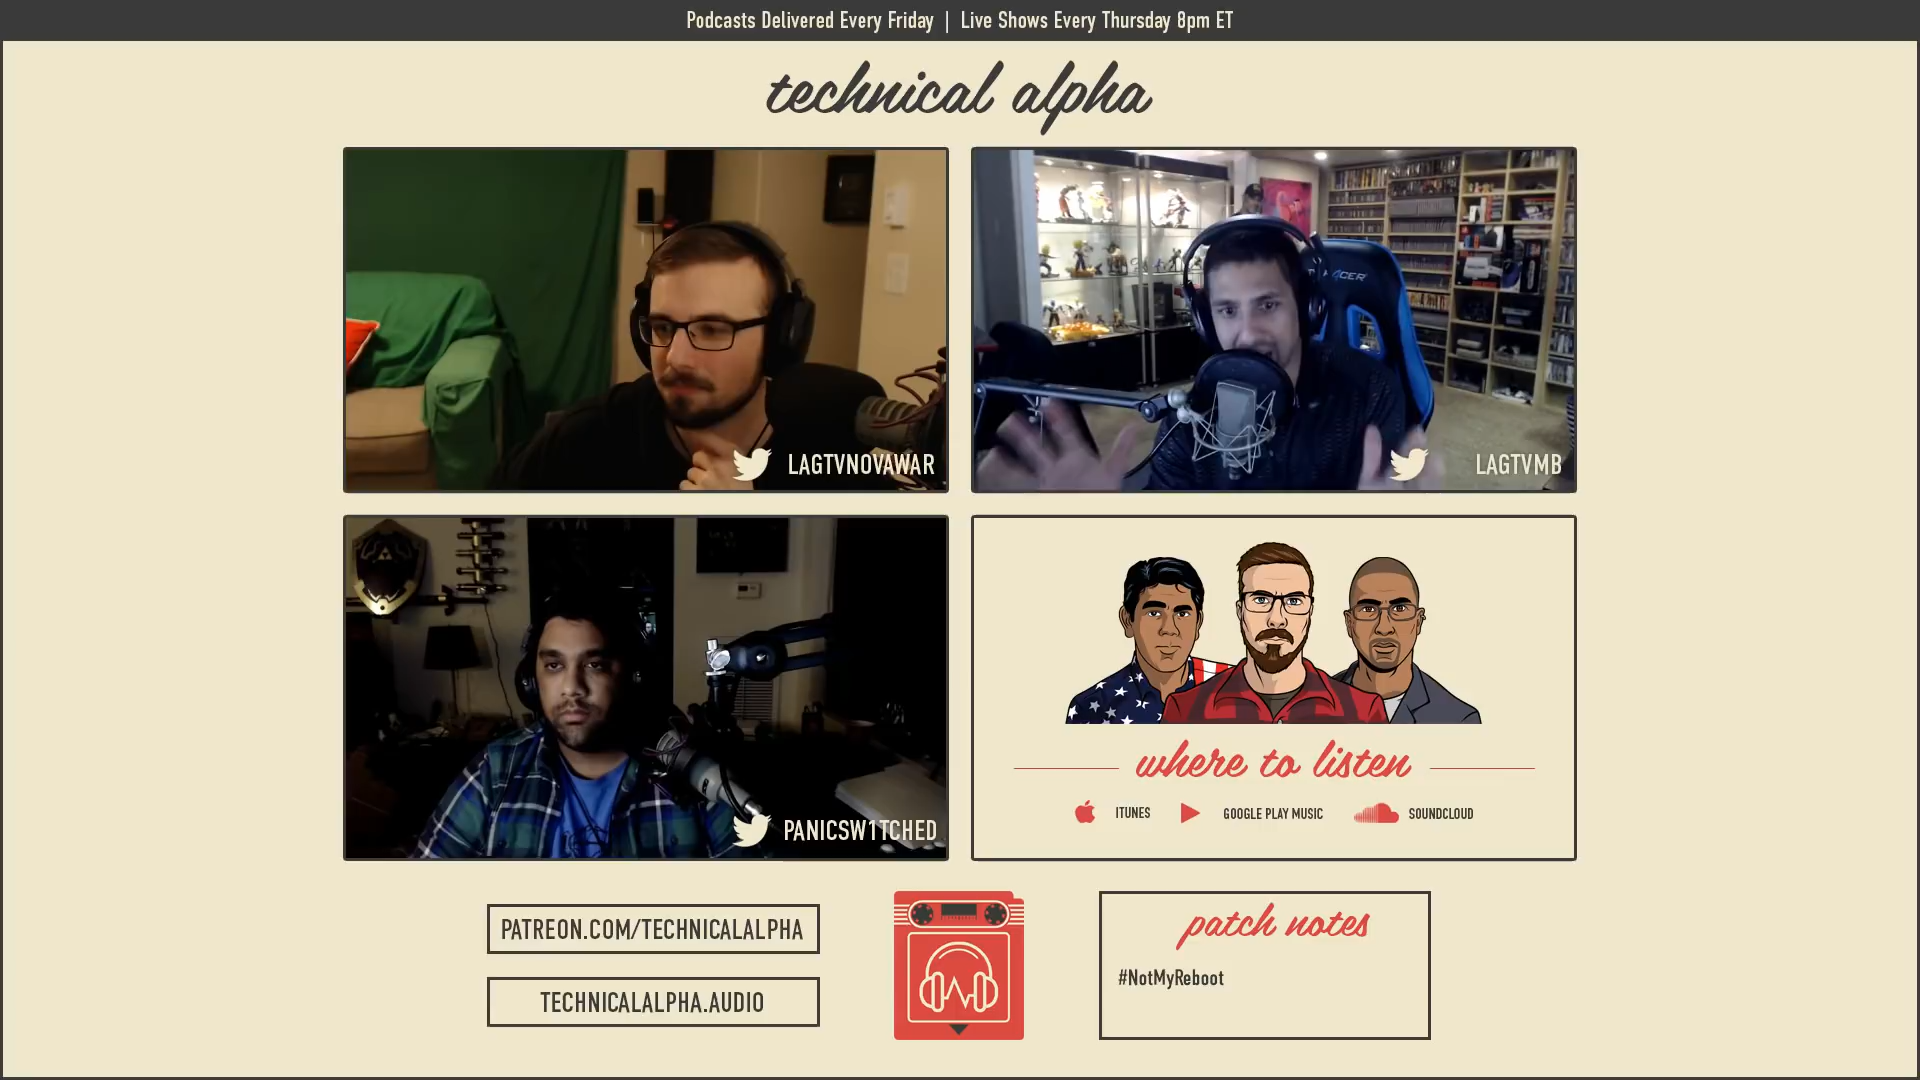 Podcasts Delivered Every Friday | Live Shows Every Thursday 8pm ET
technical alpha
LAGTVNOVAWAR
LAGTVMB
PANICSW1TCHED
where to listen
ITUNES
GOOGLE PLAY MUSIC
SOUNDCLOUD
PATREON.COM/TECHNICALALPHA
TECHNICALALPHA.AUDIO
patch notes
#NotMyReboot